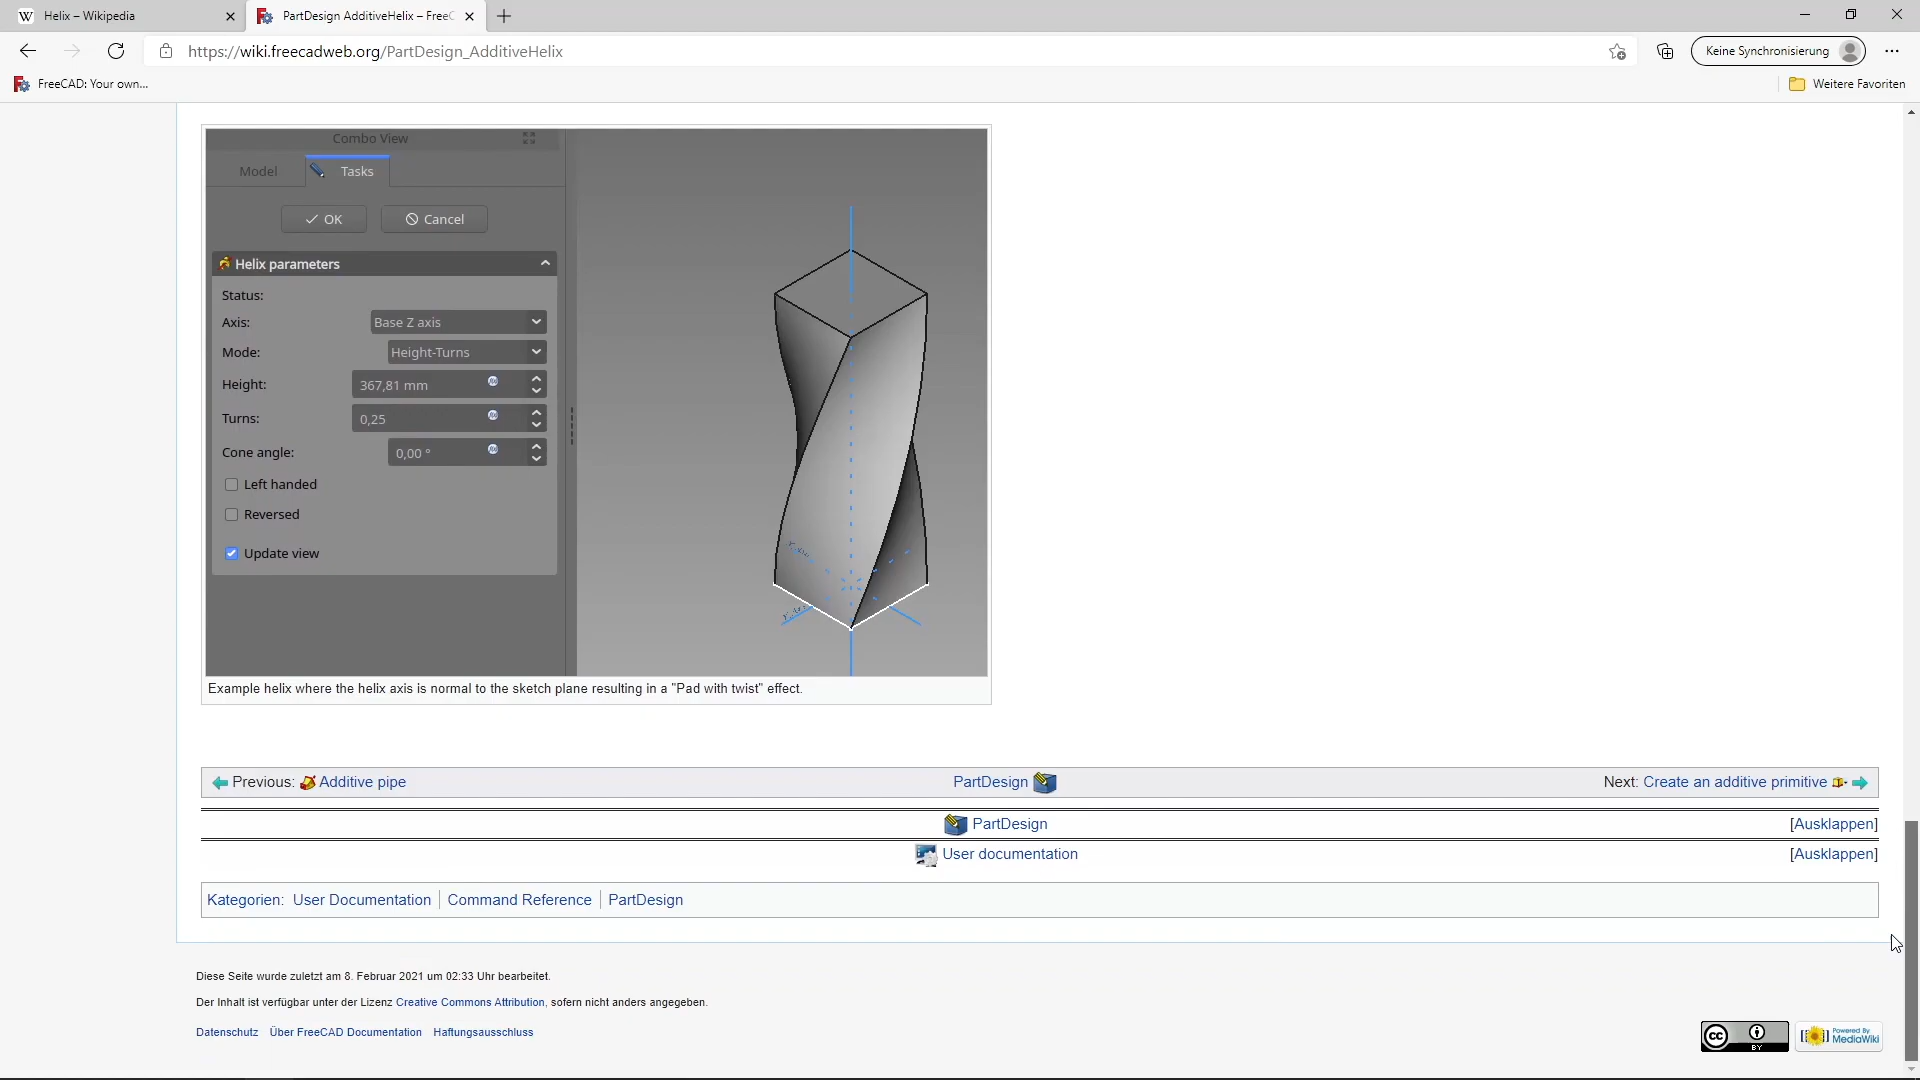 Helix – Wikipedia
PartDesign AdditiveHelix – FreeC
https://wiki.freecadweb.org/PartDesign_AdditiveHelix
Keine Synchronisierung
FreeCAD: Your own...
Weitere Favoriten
Combo View
Model
Tasks
OK
Cancel
Helix parameters
Status:
Axis: Base Z axis
Mode: Height-Turns
Height: 367,81 mm
Turns: 0,25
Cone angle: 0,00 °
Left handed
Reversed
Update view
Example helix where the helix axis is normal to the sketch plane resulting in a "Pad with twist" effect.
Previous: Additive pipe
PartDesign
Next: Create an additive primitive
PartDesign
[Ausklappen]
User documentation
[Ausklappen]
Kategorien: User Documentation | Command Reference | PartDesign
Diese Seite wurde zuletzt am 8. Februar 2021 um 02:33 Uhr bearbeitet.
Der Inhalt ist verfügbar unter der Lizenz Creative Commons Attribution, sofern nicht anders angegeben.
Datenschutz Über FreeCAD Documentation Haftungsausschluss
cc BY
Powered By MediaWiki